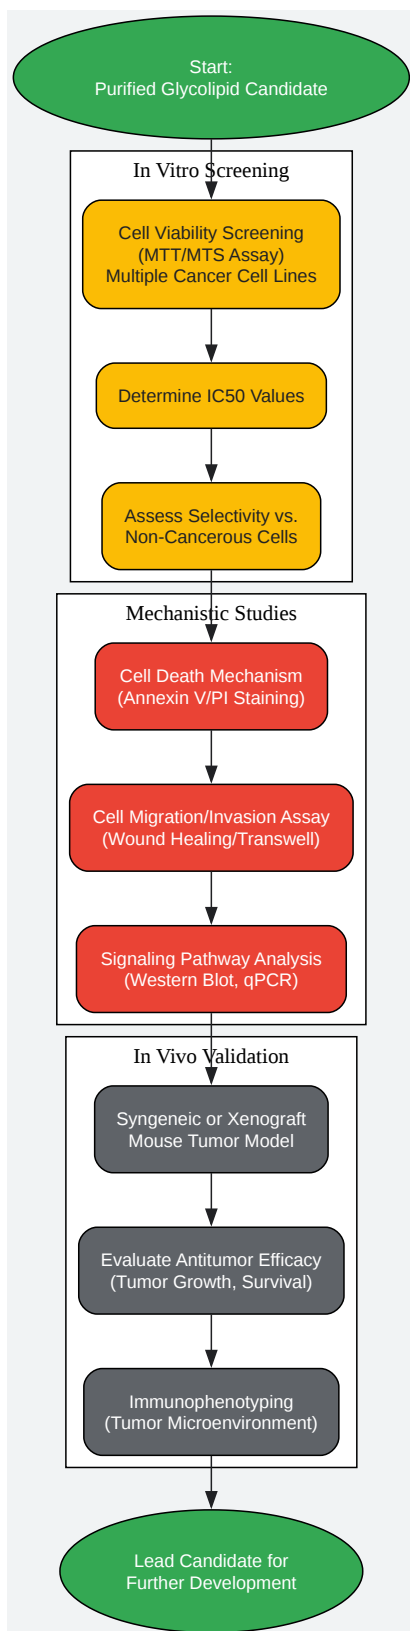 Start:
Purified Glycolipid Candidate
In Vitro Screening
Cell Viability Screening
(MTT/MTS Assay)
Multiple Cancer Cell Lines
Determine IC50 Values
Assess Selectivity vs.
Non-Cancerous Cells
Mechanistic Studies
Cell Death Mechanism
(Annexin V/PI Staining)
Cell Migration/Invasion Assay
(Wound Healing/Transwell)
Signaling Pathway Analysis
(Western Blot, qPCR)
In Vivo Validation
Syngeneic or Xenograft
Mouse Tumor Model
Evaluate Antitumor Efficacy
(Tumor Growth, Survival)
Immunophenotyping
(Tumor Microenvironment)
Lead Candidate for
Further Development